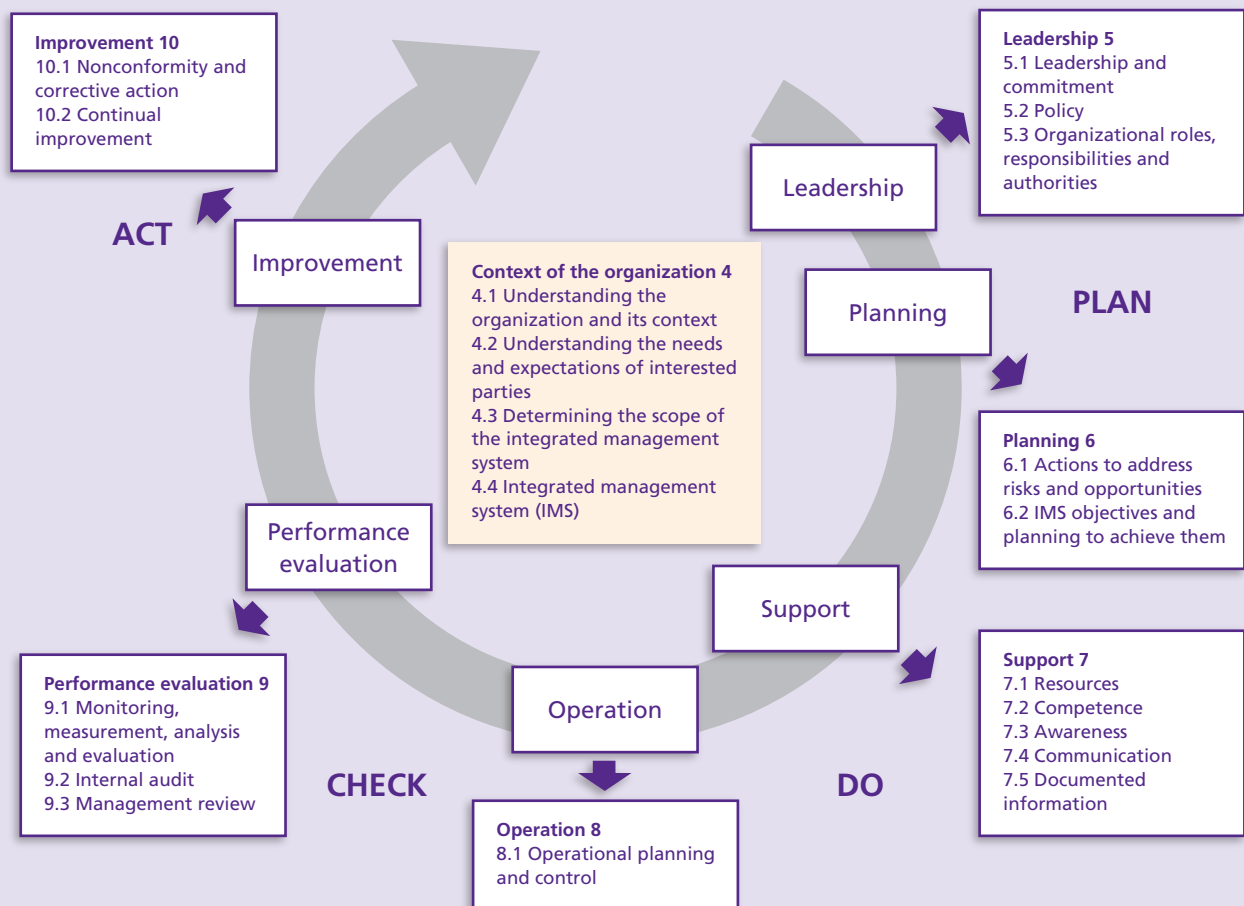 Improvement 10
10.1 Nonconformity and
corrective action
10.2 Continual
improvement
Leadership 5
5.1 Leadership and
commitment
5.2 Policy
5.3 Organizational roles,
responsibilities and
authorities
Leadership
ACT
Improvement
Context of the organization 4
4.1 Understanding the
organization and its context
4.2 Understanding the needs
and expectations of interested
parties
4.3 Determining the scope of
the integrated management
system
4.4 Integrated management
system (IMS)
Planning
PLAN
Planning 6
6.1 Actions to address
risks and opportunities
6.2 IMS objectives and
planning to achieve them
Performance
evaluation
Support
Performance evaluation 9
9.1 Monitoring,
measurement, analysis
and evaluation
9.2 Internal audit
9.3 Management review
Support 7
7.1 Resources
7.2 Competence
7.3 Awareness
7.4 Communication
7.5 Documented
information
Operation
CHECK
DO
Operation 8
8.1 Operational planning
and control